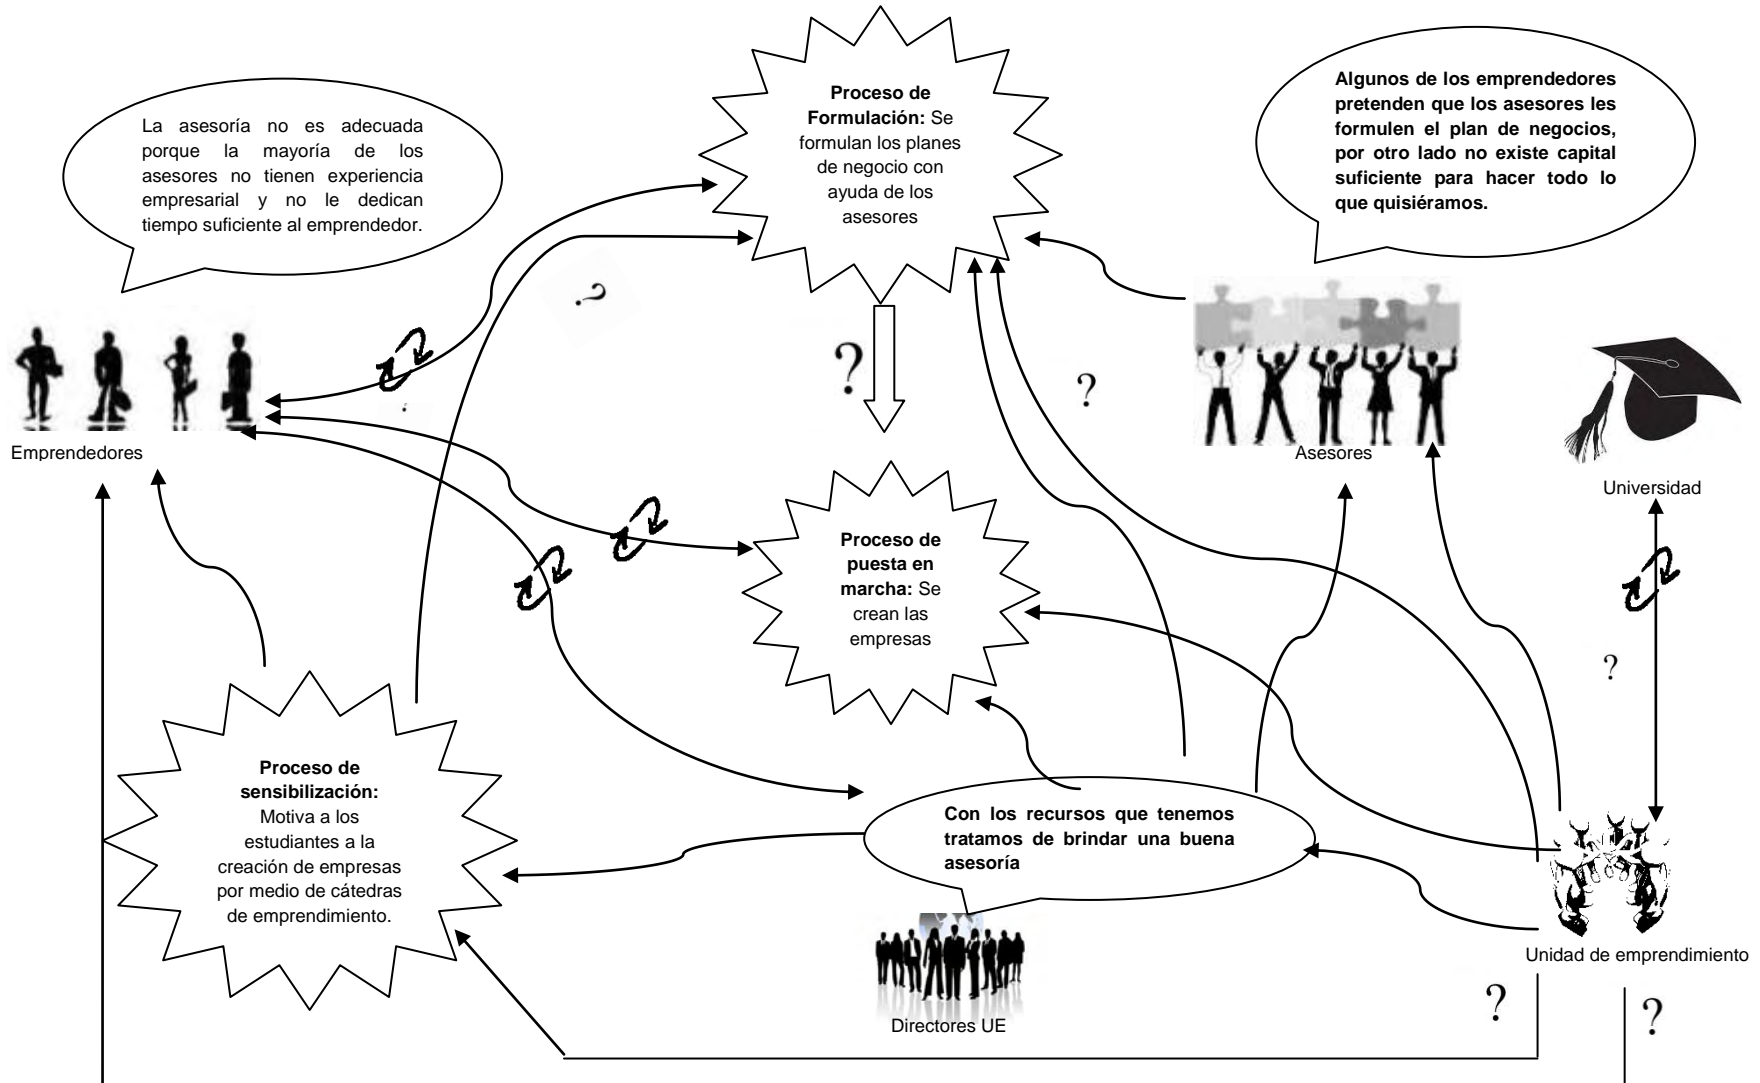 La asesoría no es adecuada
porque la mayoría de los
asesores no tienen experiencia
empresarial y no le dedican
tiempo suficiente al emprendedor.
Proceso de
Formulación: Se
formulan los planes
de negocio con
ayuda de los
asesores
Algunos de los emprendedores
pretenden que los asesores les
formulen el plan de negocios,
por otro lado no existe capital
suficiente para hacer todo lo
que quisiéramos.
?
?
?
Emprendedores
Asesores
Universidad
Proceso de
puesta en
marcha: Se
crean las
empresas
?
Proceso de
sensibilización:
Motiva a los
estudiantes a la
creación de empresas
por medio de cátedras
de emprendimiento.
Con los recursos que tenemos
tratamos de brindar una buena
asesoría
Unidad de emprendimiento
Directores UE
?
?